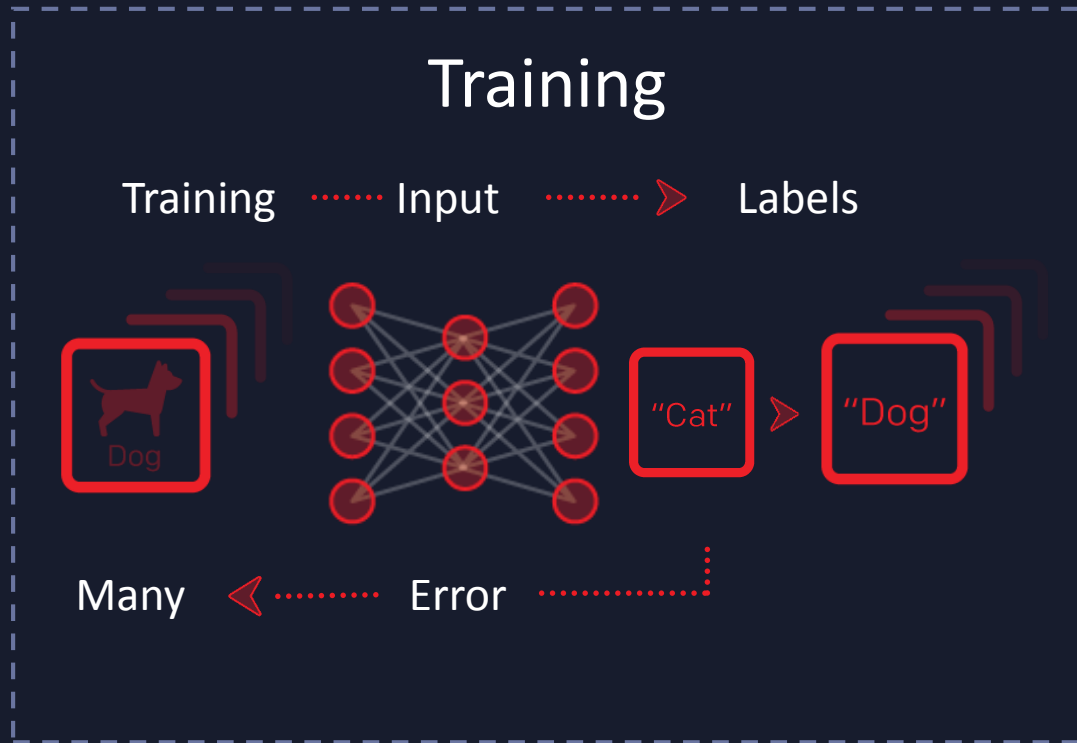 Training
Training Input Labels
Dog
“Cat” “Dog”
Many Error